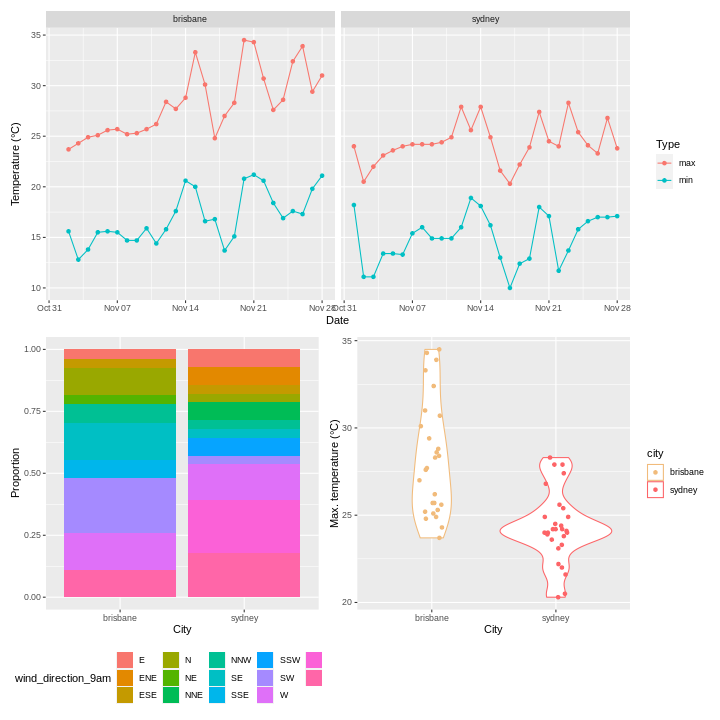 brisbane
sydney
Temperature (°C)
35
30
25
20
15
10
Oct 31
Nov 07
Nov 14
Nov 21
Nov 28
Nov 07
Nov 14
Nov 21
Nov 28
Date
Type
max
min
Proportion
1.00
0.75
0.50
0.25
0.00
brisbane
sydney
City
Max. temperature (°C)
35
30
25
20
brisbane
sydney
City
city
brisbane
sydney
wind_direction_9am
E
N
NNW
SSW
ENE
NE
SE
SW
ESE
NNE
SSE
W